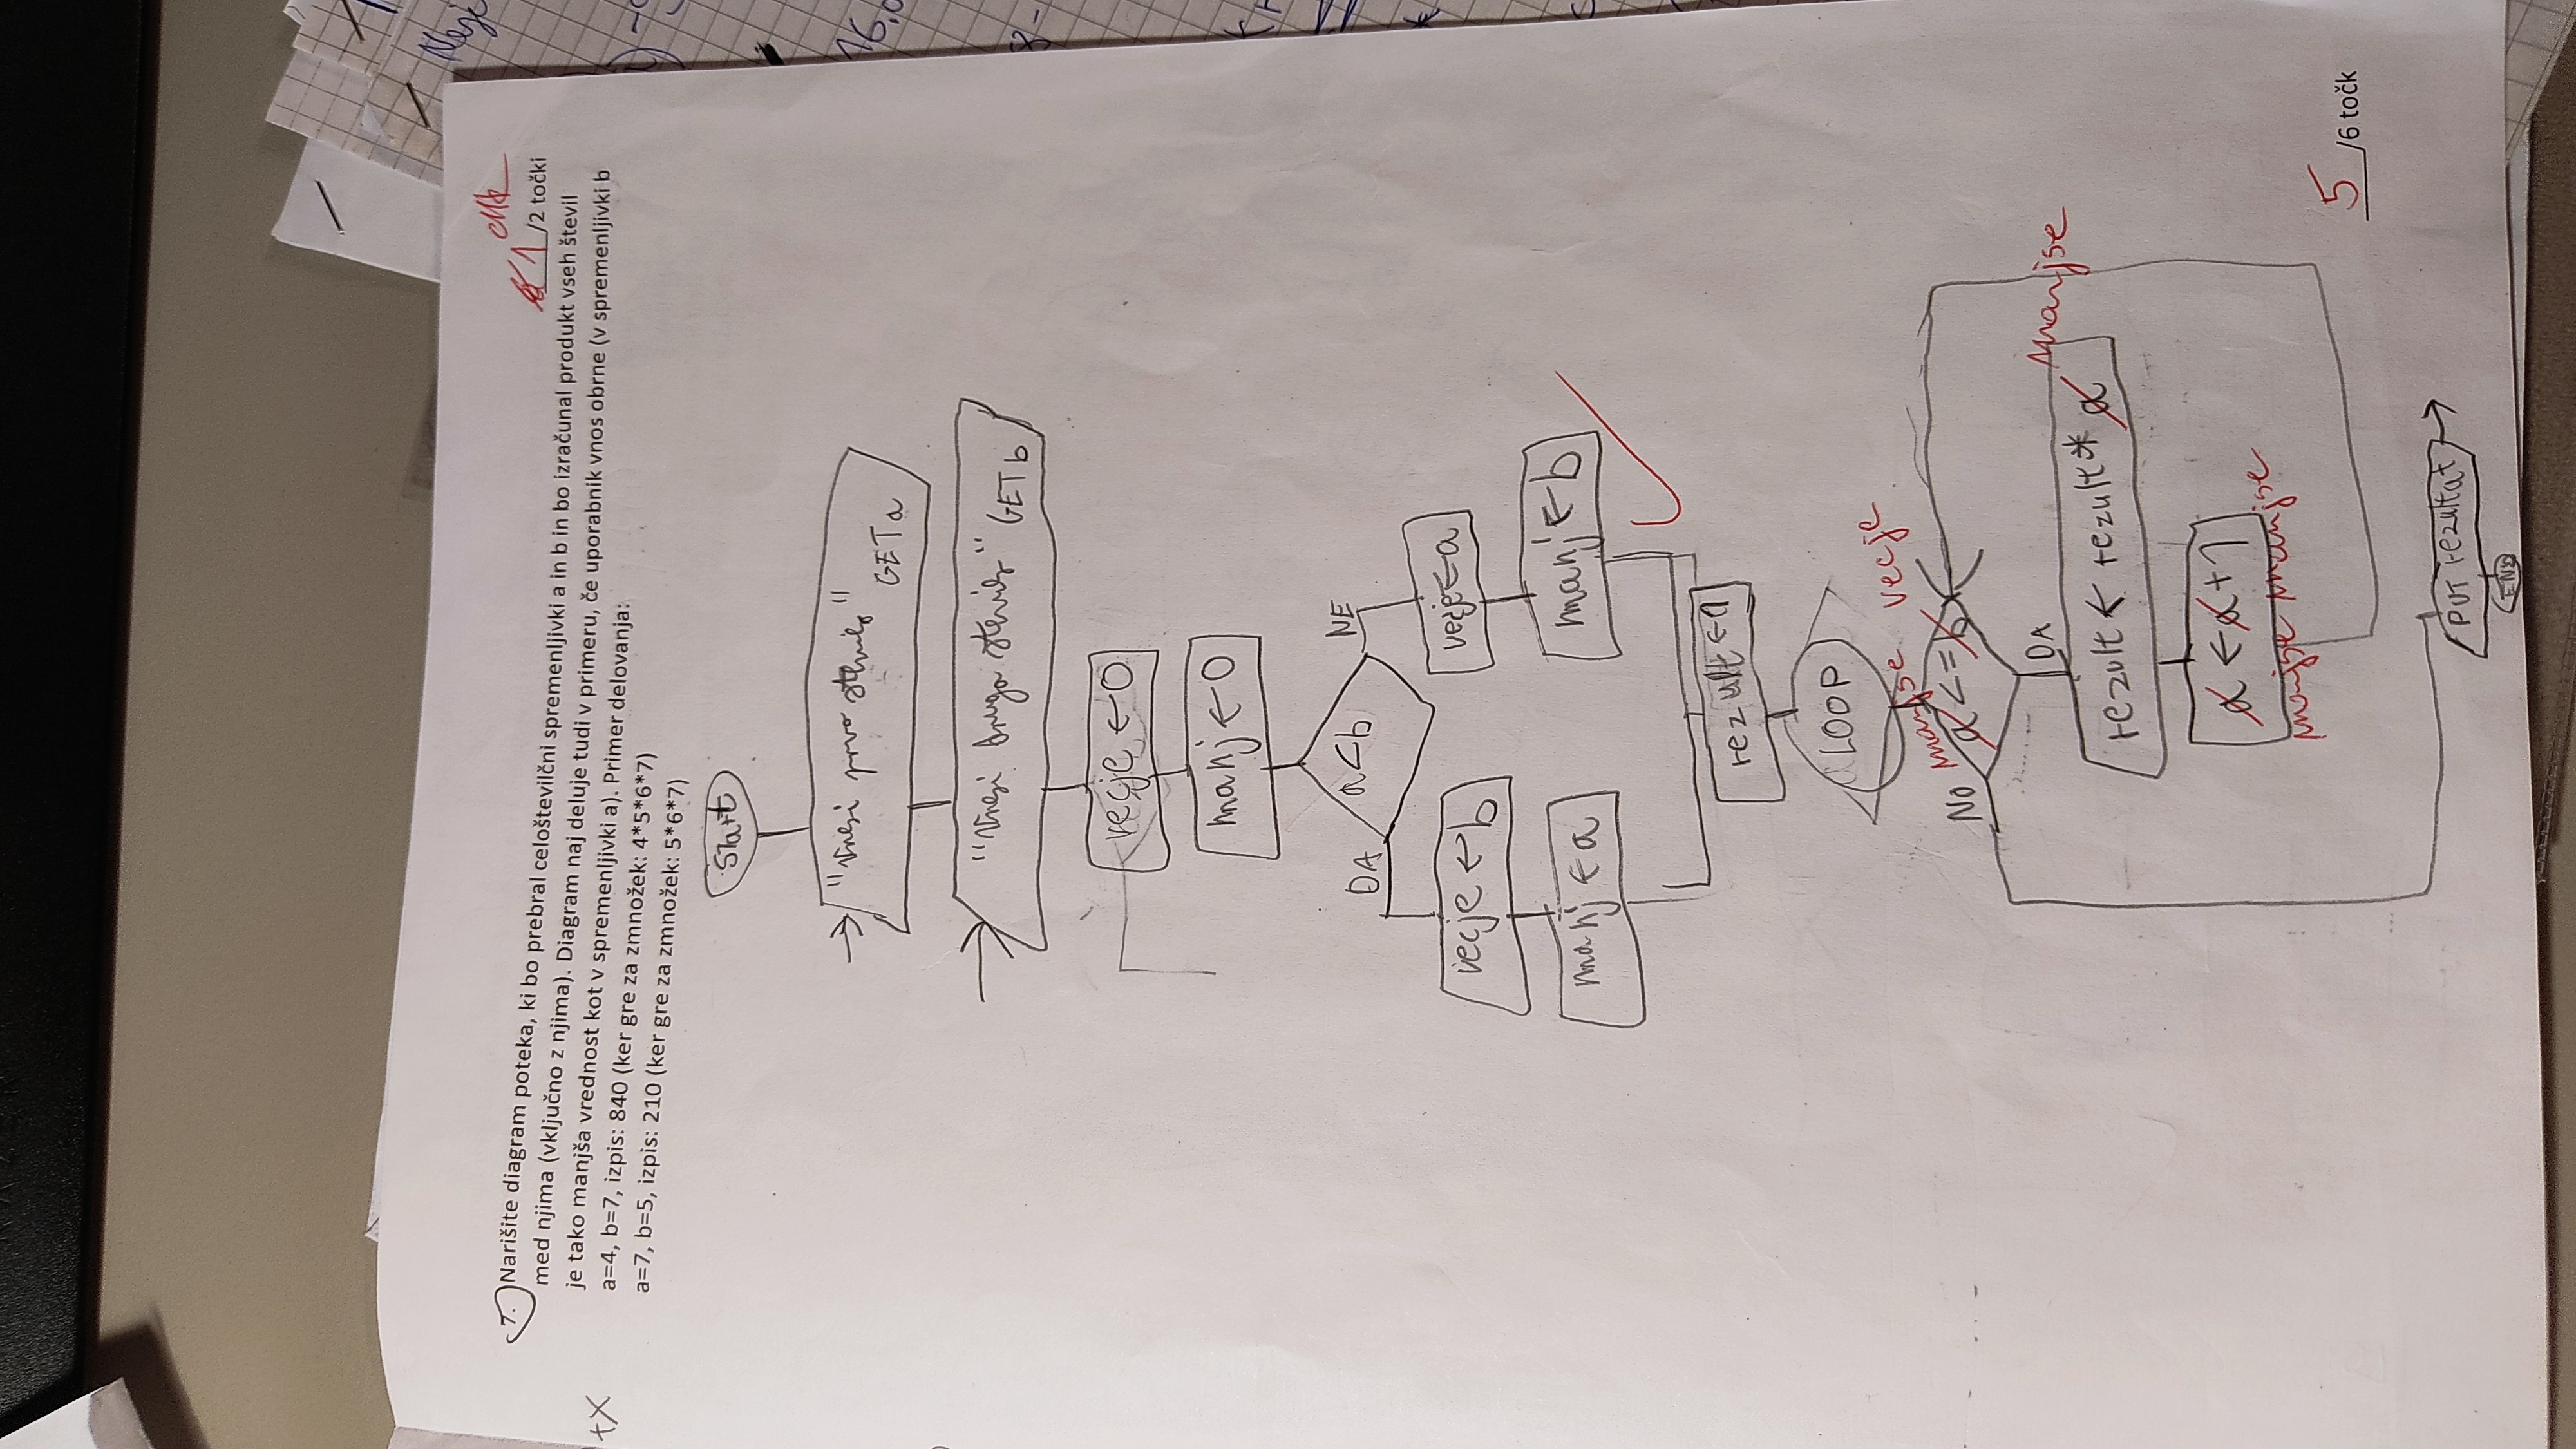 RAZER
7. Narišite diagram poteka, ki bo prebral celoštevilčni spremenljivki a in b in bo izračunal produkt vseh števil
1 /2 točki
med njima (vključno z njima). Diagram naj deluje tudi v primeru, če uporabnik vnos obrne (v spremenljivki b
je tako manjša vrednost kot v spremenljivki a). Primer delovanja:
a=4, b=7, izpis: 840 (ker gre za zmnožek: 4*5*6*7)
a=7, b=5, izpis: 210 (ker gre za zmnožek: 5*6*7)
+x
Start
"Vnesi prvo stevilo"
GET a
"Vnesi drugo stevilo" GET b
vecje ← 0
manj ← 0
a<b
DA
NE
vecje ← b
vecje ← a
manj ← a
manj ← b
rezult ← 1
LOOP
manjse vecje
No
a <= b
DA
manjse
rezult ← rezult * a
a ← a + 1
manjse manjse
5 /6 točk
PUT rezultat
END
16.
8-